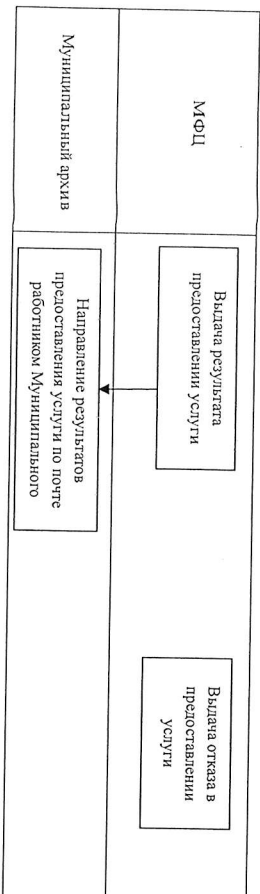 МФЦ
Выдача результата
предоставлении услуги
Выдача отказа в
предоставлении
услуги
Муниципальный архив
Направление результатов
предоставления услуги по почте
работником Муниципального